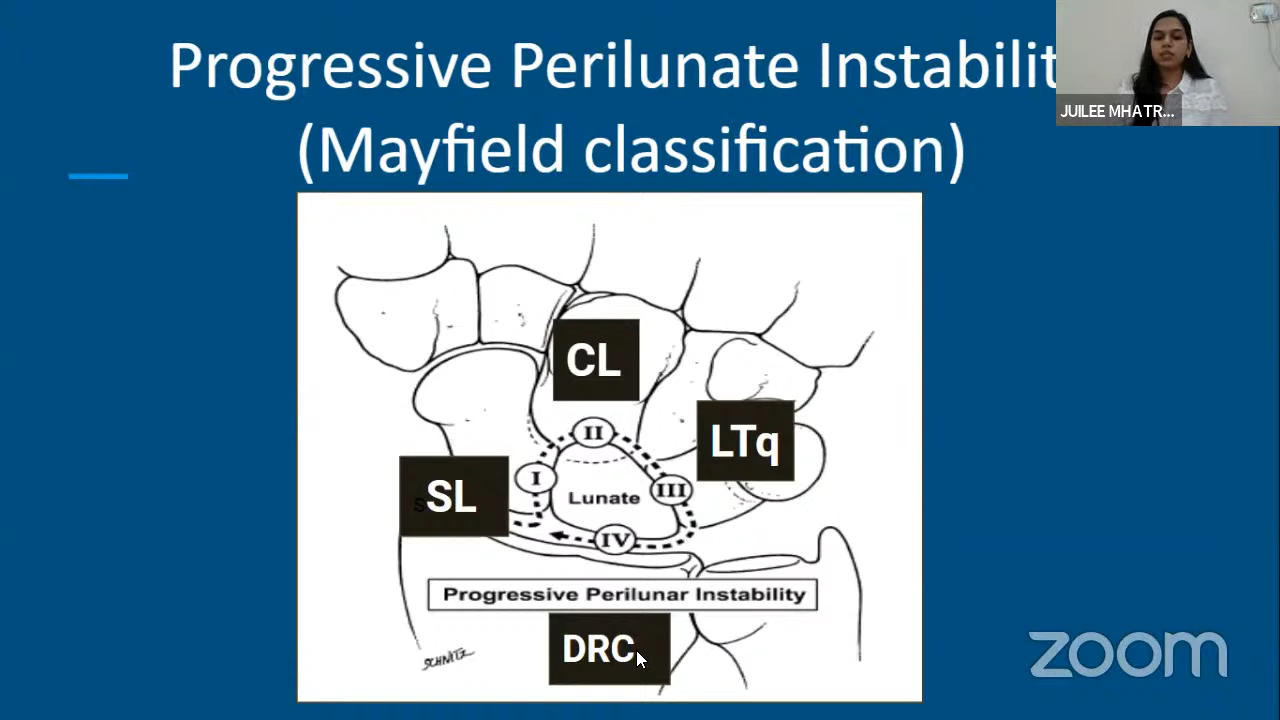 Progressive Perilunate Instabilit
(Mayfield classification)
JUILEE MHATR...
CL
II
LTq
I
SL
Lunate
III
IV
Progressive Perilunar Instability
DRC
SCHNITZ
zoom